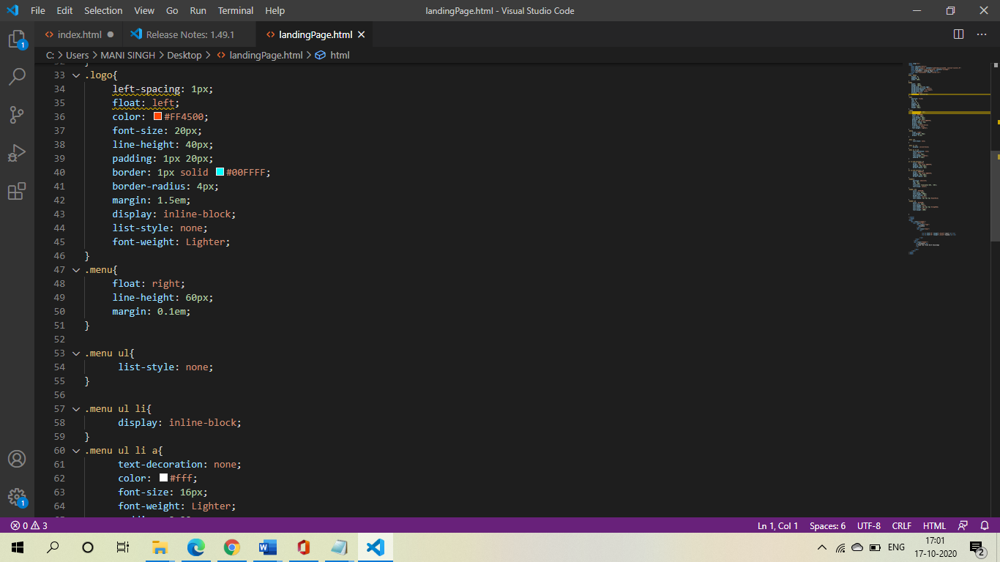 File Edit Selection View Go Run Terminal Help landingPage.html - Visual Studio Code
index.html Release Notes: 1.49.1 landingPage.html
C: > Users > MANI SINGH > Desktop > landingPage.html > html
33 .logo{
34 left-spacing: 1px;
35 float: left;
36 color: #FF4500;
37 font-size: 20px;
38 line-height: 40px;
39 padding: 1px 20px;
40 border: 1px solid #00FFFF;
41 border-radius: 4px;
42 margin: 1.5em;
43 display: inline-block;
44 list-style: none;
45 font-weight: Lighter;
46 }
47 .menu{
48 float: right;
49 line-height: 60px;
50 margin: 0.1em;
51 }
52
53 .menu ul{
54 list-style: none;
55 }
56
57 .menu ul li{
58 display: inline-block;
59 }
60 .menu ul li a{
61 text-decoration: none;
62 color: #fff;
63 font-size: 16px;
64 font-weight: Lighter;
1
1
0 3 Ln 1, Col 1 Spaces: 6 UTF-8 CRLF HTML
ENG 17:01
17-10-2020 2